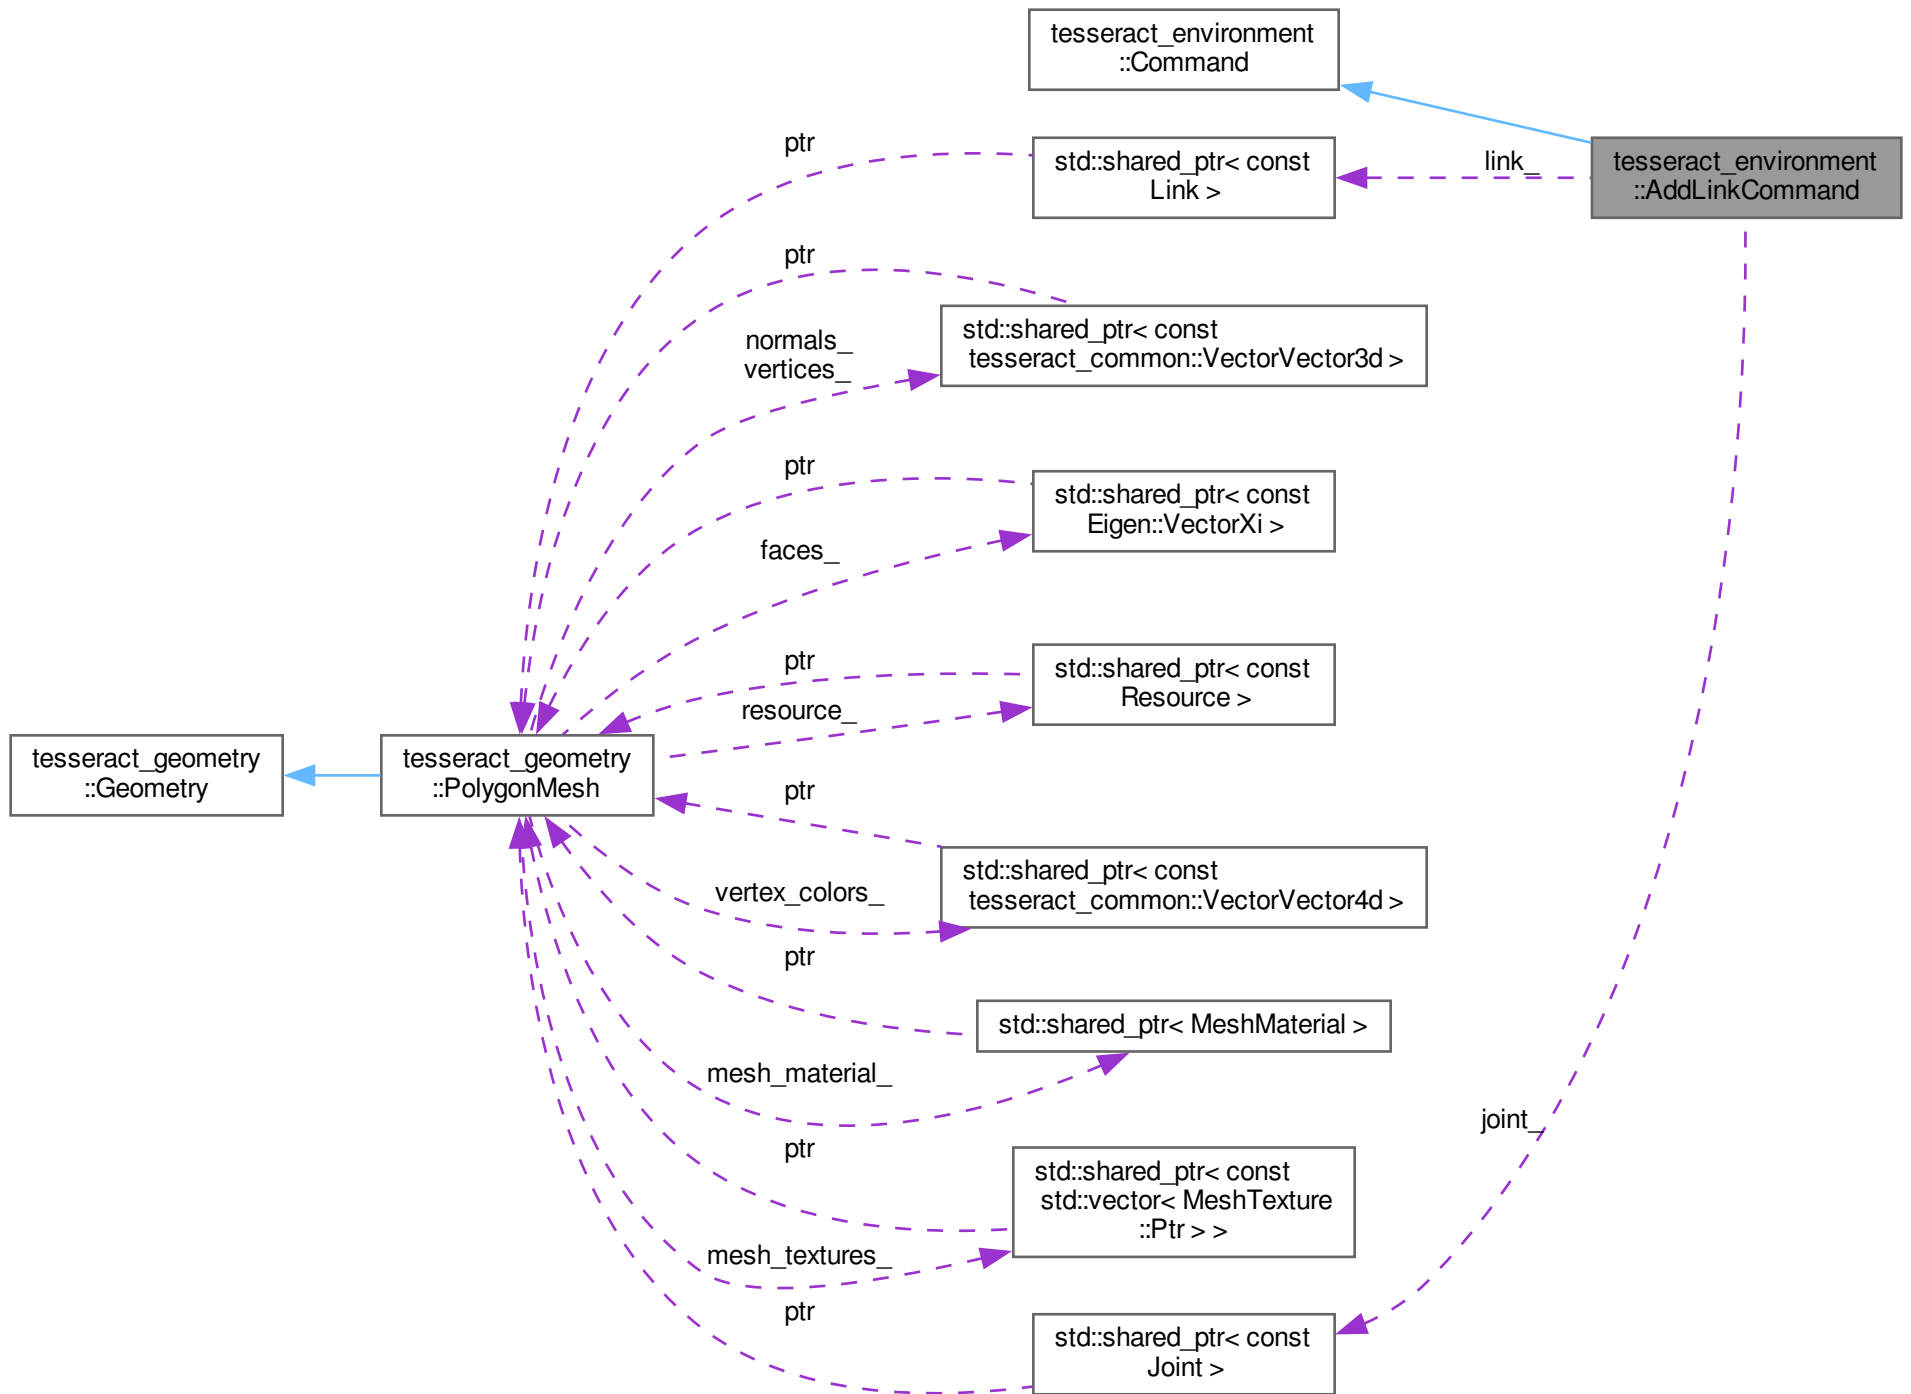 tesseract_environment
::Command
ptr
std::shared_ptr< const
Link >
link_
tesseract_environment
::AddLinkCommand
ptr
normals_
vertices_
std::shared_ptr< const
tesseract_common::VectorVector3d >
ptr
std::shared_ptr< const
Eigen::VectorXi >
faces_
ptr
std::shared_ptr< const
Resource >
resource_
tesseract_geometry
::Geometry
tesseract_geometry
::PolygonMesh
ptr
std::shared_ptr< const
tesseract_common::VectorVector4d >
vertex_colors_
ptr
std::shared_ptr< MeshMaterial >
mesh_material_
joint_
ptr
std::shared_ptr< const
std::vector< MeshTexture
::Ptr > >
mesh_textures_
ptr
std::shared_ptr< const
Joint >